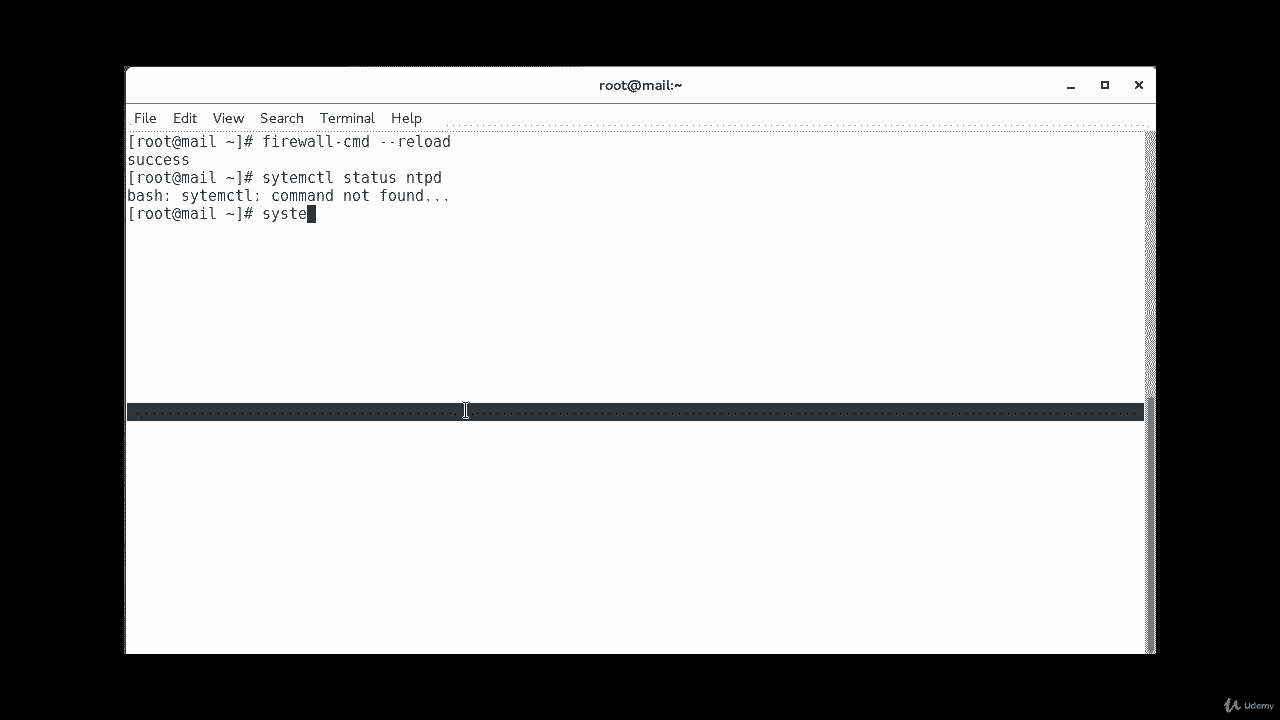 root@mail:~
File Edit View Search Terminal Help
[root@mail ~]# firewall-cmd --reload
success
[root@mail ~]# sytemctl status ntpd
bash: sytemctl: command not found...
[root@mail ~]# syste
Udemy